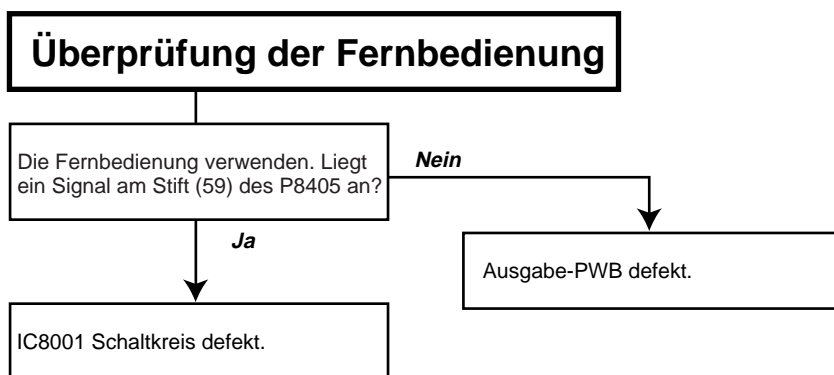 Überprüfung der Fernbedienung
Die Fernbedienung verwenden. Liegt
ein Signal am Stift (59) des P8405 an?
Nein
Ja
Ausgabe-PWB defekt.
IC8001 Schaltkreis defekt.